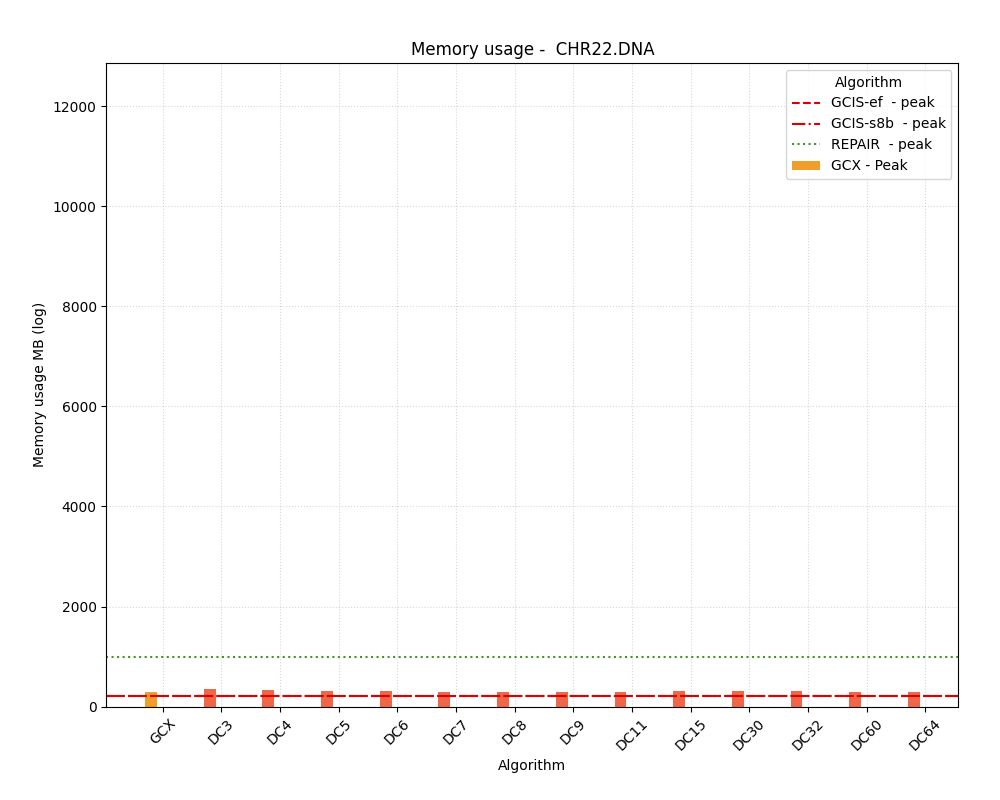 Memory usage -  CHR22.DNA
Algorithm
GCIS-ef  - peak
GCIS-s8b  - peak
REPAIR  - peak
GCX - Peak
Memory usage MB (log)
12000
10000
8000
6000
4000
2000
0
GCX DC3 DC4 DC5 DC6 DC7 DC8 DC9 DC11 DC15 DC30 DC32 DC60 DC64
Algorithm